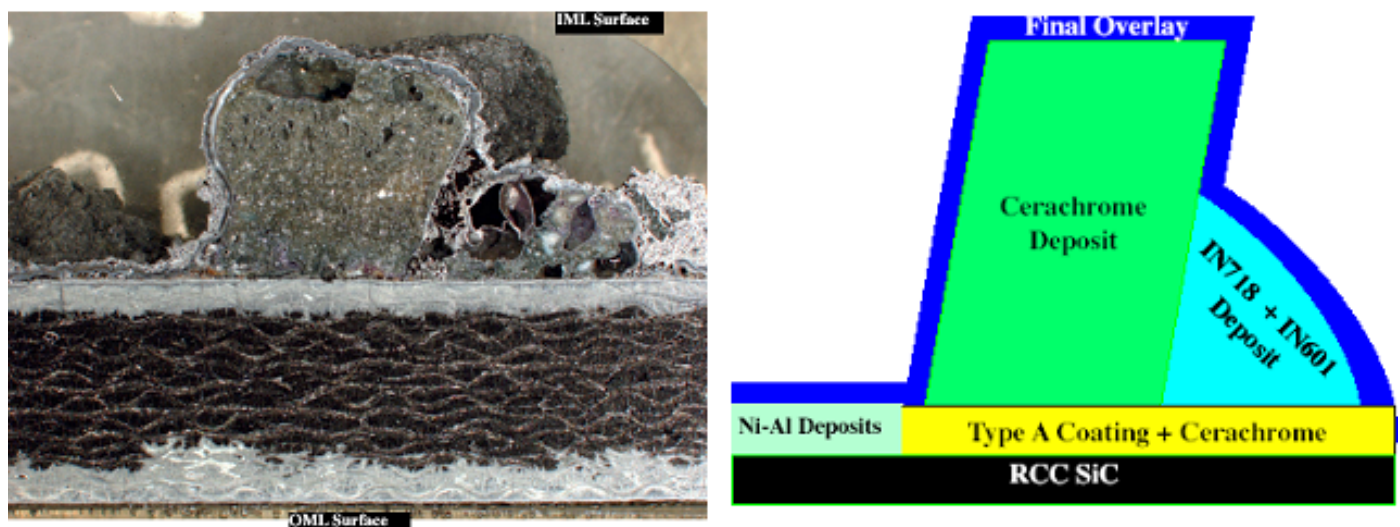 IML Surface
OML Surface
Final Overlay
Cerachrome
Deposit
IN718 + IN601
Deposit
Ni-Al Deposits
Type A Coating + Cerachrome
RCC SiC